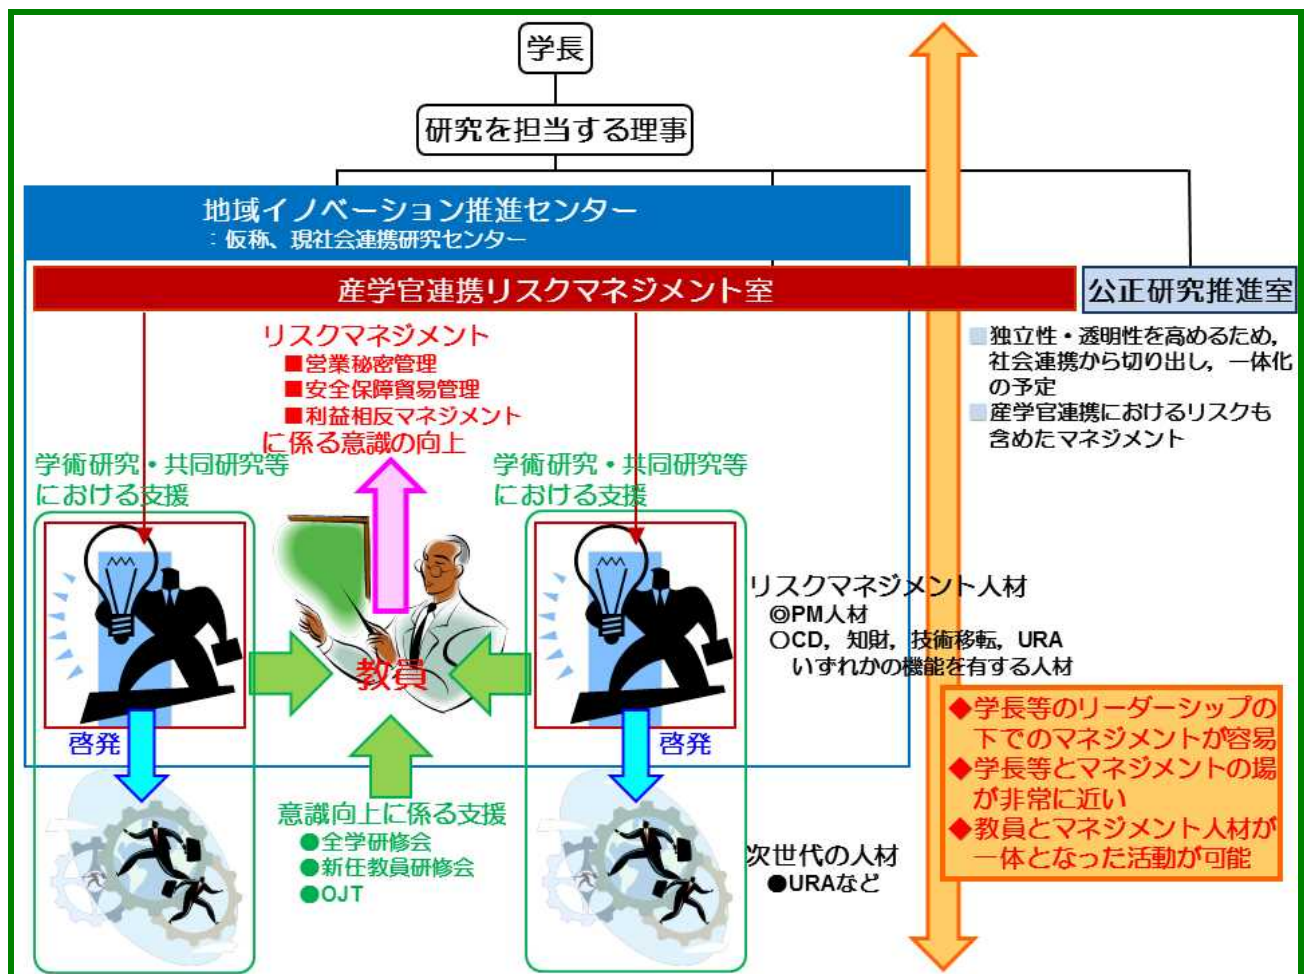 学長
研究を担当する理事
地域イノベーション推進センター
：仮称、現社会連携研究センター
産学官連携リスクマネジメント室
公正研究推進室
■独立性・透明性を高めるため，
社会連携から切り出し，一体化
の予定
■産学官連携におけるリスクも
含めたマネジメント
リスクマネジメント
■営業秘密管理
■安全保障貿易管理
■利益相反マネジメント
に係る意識の向上
学術研究・共同研究等
における支援
学術研究・共同研究等
における支援
教員
リスクマネジメント人材
◎PM人材
○CD，知財，技術移転，URA
いずれかの機能を有する人材
啓発
啓発
意識向上に係る支援
●全学研修会
●新任教員研修会
●OJT
次世代の人材
●URAなど
◆学長等のリーダーシップの
下でのマネジメントが容易
◆学長等とマネジメントの場
が非常に近い
◆教員とマネジメント人材が
一体となった活動が可能